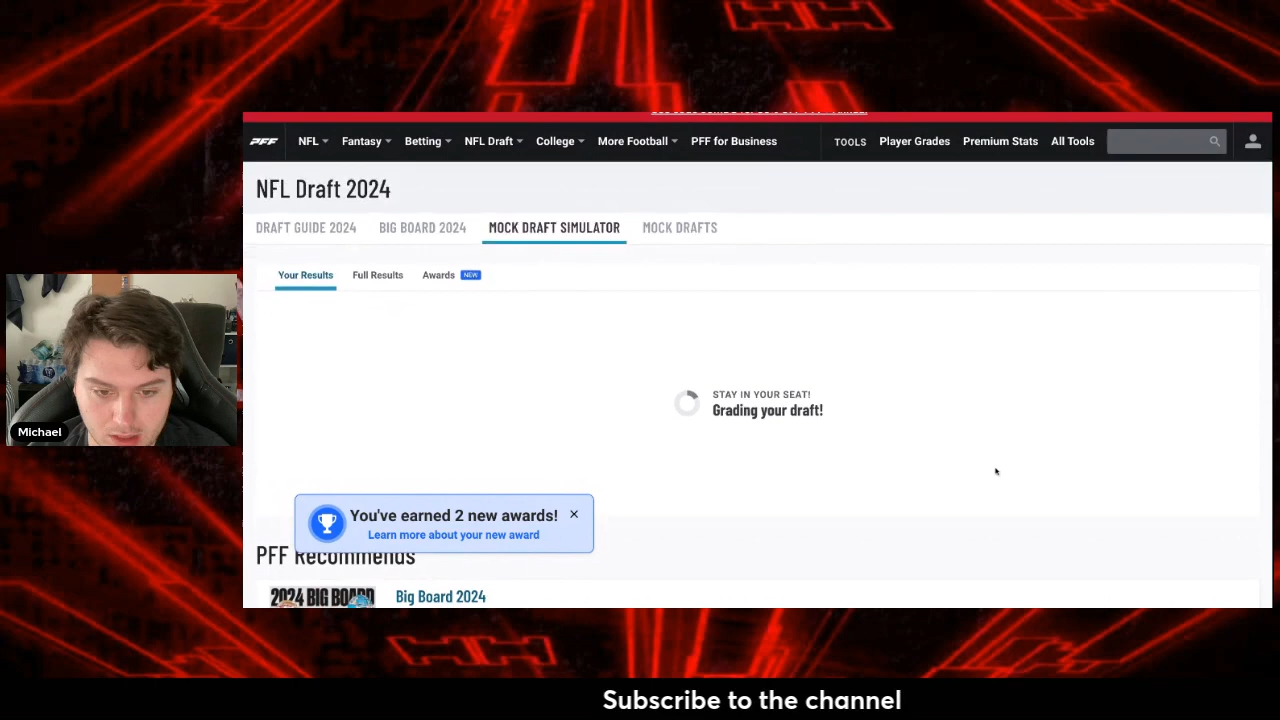 PFF NFL Fantasy Betting NFL Draft College More Football PFF for Business TOOLS Player Grades Premium Stats All Tools
NFL Draft 2024
DRAFT GUIDE 2024 BIG BOARD 2024 MOCK DRAFT SIMULATOR MOCK DRAFTS
Your Results Full Results Awards NEW
STAY IN YOUR SEAT!
Grading your draft!
Michael
You've earned 2 new awards! ×
Learn more about your new award
PFF Recommends
2024 BIG BOARD Big Board 2024
Subscribe to the channel